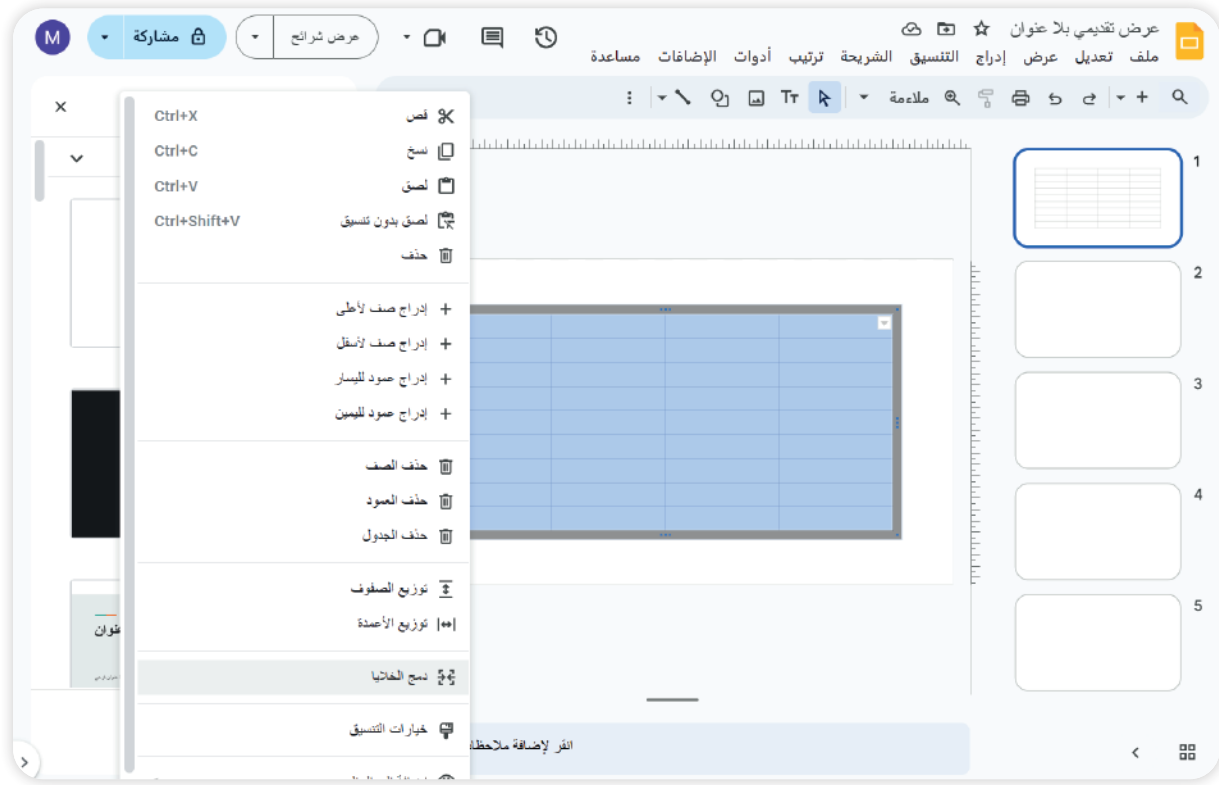 عرض تقديمي بلا عنوان
ملف تعديل عرض إدراج التنسيق الشريحة ترتيب أدوات الإضافات مساعدة
عرض شرائح
مشاركة
M
ملاءمة
Tт
قص Ctrl+X
نسخ Ctrl+C
لصق Ctrl+V
لصق بدون تنسيق Ctrl+Shift+V
حذف
إدراج صف لأعلى
إدراج صف لأسفل
إدراج عمود لليسار
إدراج عمود لليمين
حذف الصف
حذف العمود
حذف الجدول
توزيع الصفوف
توزيع الأعمدة
دمج الخلايا
خيارات التنسيق
1
2
3
4
5
انقر لإضافة